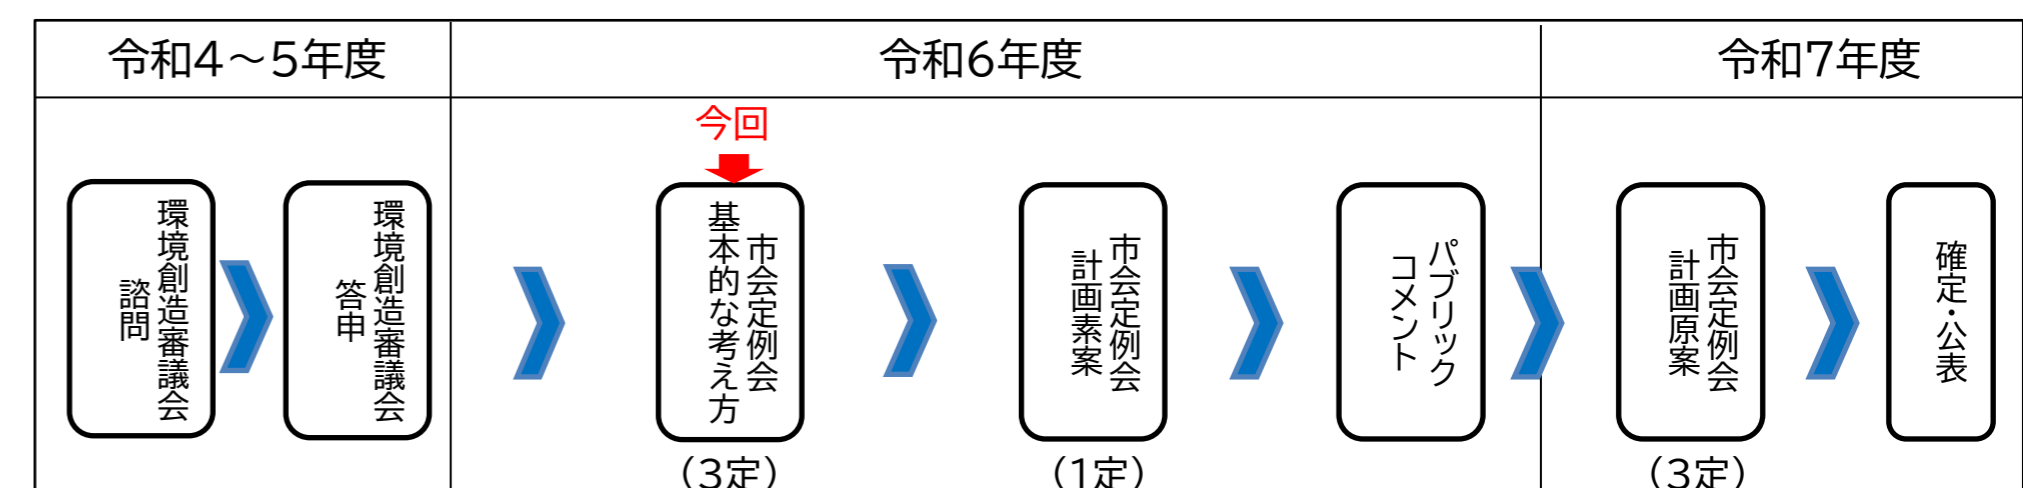 令和4～5年度
令和6年度
令和7年度
今回
環境創造審議会
諮問
環境創造審議会
答申
市会定例会
基本的な考え方
（3定）
市会定例会
計画素案
（1定）
パブリック
コメント
市会定例会
計画原案
（3定）
確定・公表